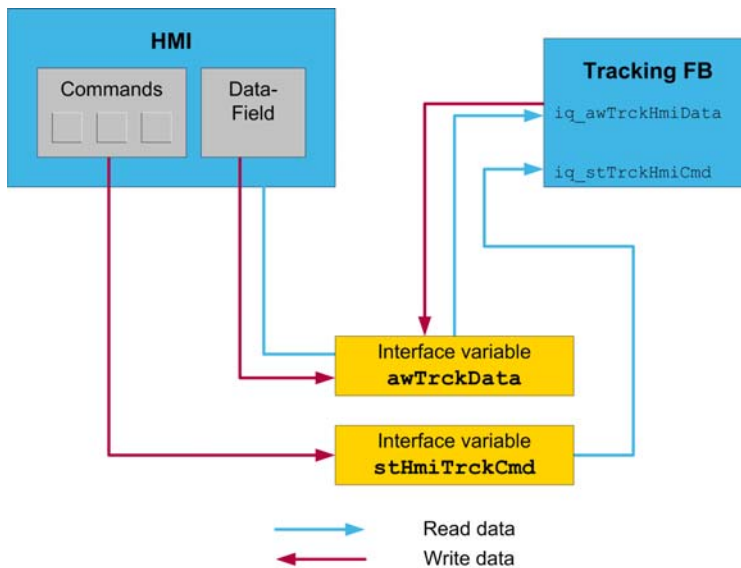 HMI
Commands
Data-
Field
Tracking FB
iq_awTrckHmiData
iq_stTrckHmiCmd
Interface variable
awTrckData
Interface variable
stHmiTrckCmd
Read data
Write data